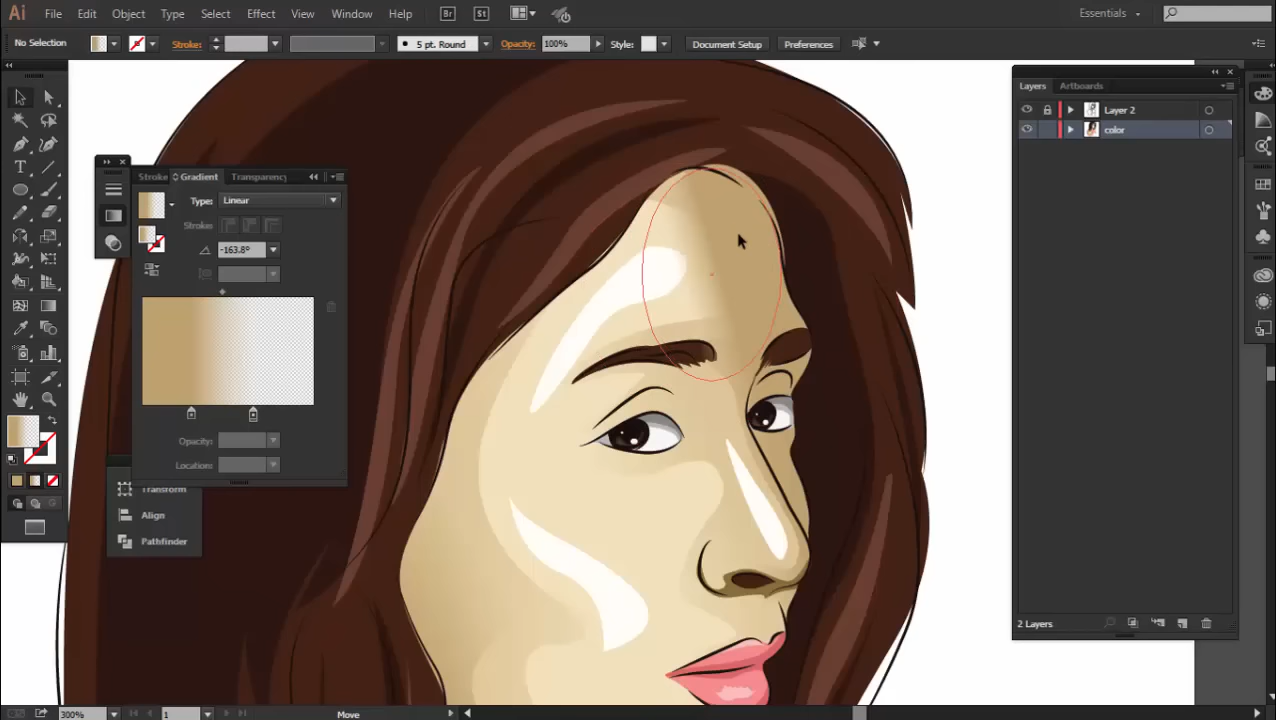 Ai File Edit Object Type Select Effect View Window Help Br St Essentials
No Selection Stroke: 5 pt. Round Opacity: 100% Style: Document Setup Preferences
Layers Artboards
Layer 2
color
Stroke Gradient Transparency
Type: Linear
Stroke:
-163.8°
Opacity:
Location:
Transform
Align
Pathfinder
2 Layers
300% 1 Move